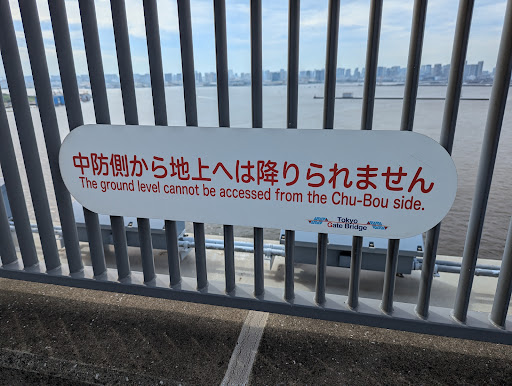 中防側から地上へは降りられません
The ground level cannot be accessed from the Chu-Bou side.
Tokyo
Gate Bridge